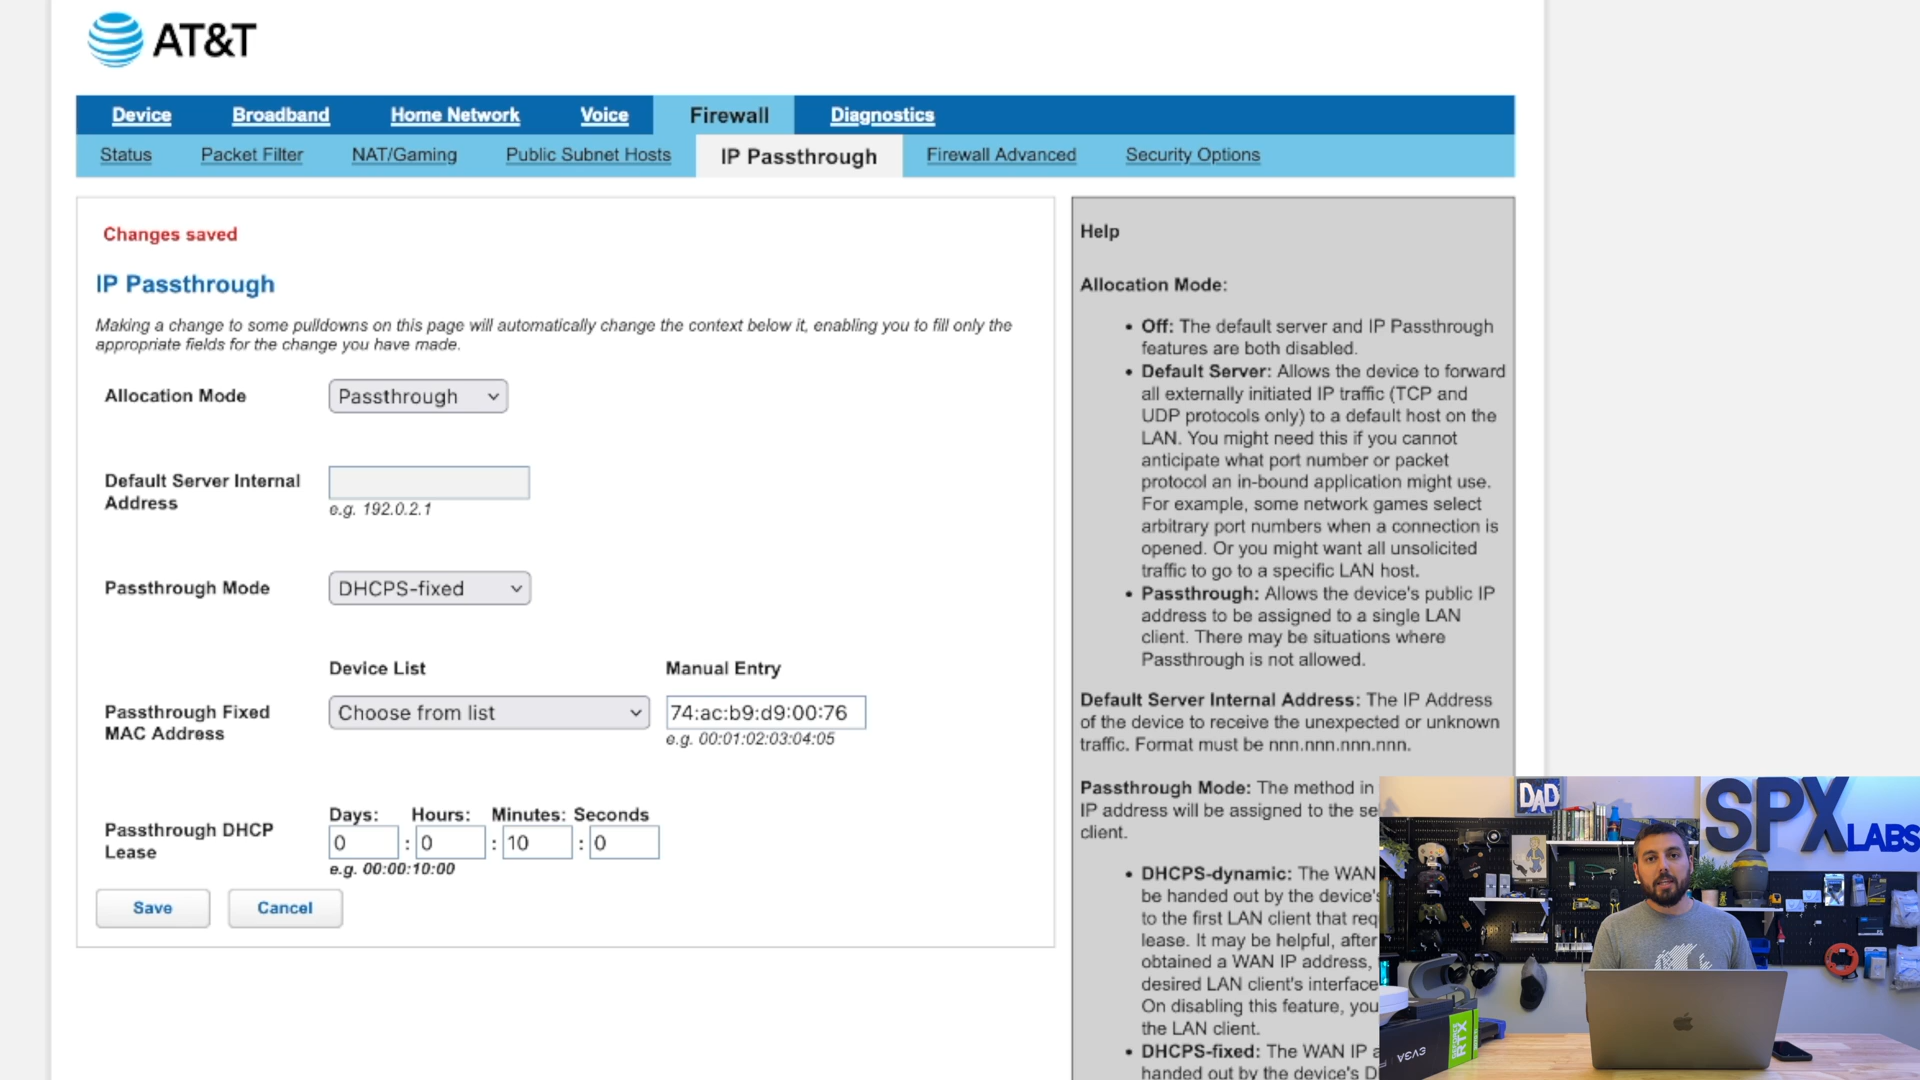 AT&T
Device Broadband Home Network Voice Firewall Diagnostics
Status Packet Filter NAT/Gaming Public Subnet Hosts IP Passthrough Firewall Advanced Security Options
Changes saved
IP Passthrough
Making a change to some pulldowns on this page will automatically change the context below it, enabling you to fill only the
appropriate fields for the change you have made.
Allocation Mode Passthrough
Default Server Internal
Address
e.g. 192.0.2.1
Passthrough Mode DHCPS-fixed
Device List Manual Entry
Passthrough Fixed
MAC Address
Choose from list 74:ac:b9:d9:00:76
e.g. 00:01:02:03:04:05
Days: Hours: Minutes: Seconds
Passthrough DHCP
Lease
0 : 0 : 10 : 0
e.g. 00:00:10:00
Save Cancel
Help
Allocation Mode:
• Off: The default server and IP Passthrough
features are both disabled.
• Default Server: Allows the device to forward
all externally initiated IP traffic (TCP and
UDP protocols only) to a default host on the
LAN. You might need this if you cannot
anticipate what port number or packet
protocol an in-bound application might use.
For example, some network games select
arbitrary port numbers when a connection is
opened. Or you might want all unsolicited
traffic to go to a specific LAN host.
• Passthrough: Allows the device's public IP
address to be assigned to a single LAN
client. There may be situations where
Passthrough is not allowed.
Default Server Internal Address: The IP Address
of the device to receive the unexpected or unknown
traffic. Format must be nnn.nnn.nnn.nnn.
Passthrough Mode: The method in
IP address will be assigned to the se
client.
• DHCPS-dynamic: The WAN
be handed out by the device's
to the first LAN client that req
lease. It may be helpful, after
obtained a WAN IP address,
desired LAN client's interface
On disabling this feature, you
the LAN client.
• DHCPS-fixed: The WAN IP a
handed out by the device's D
DAD
SPX
LABS
EVGA
GEFORCE
RTX